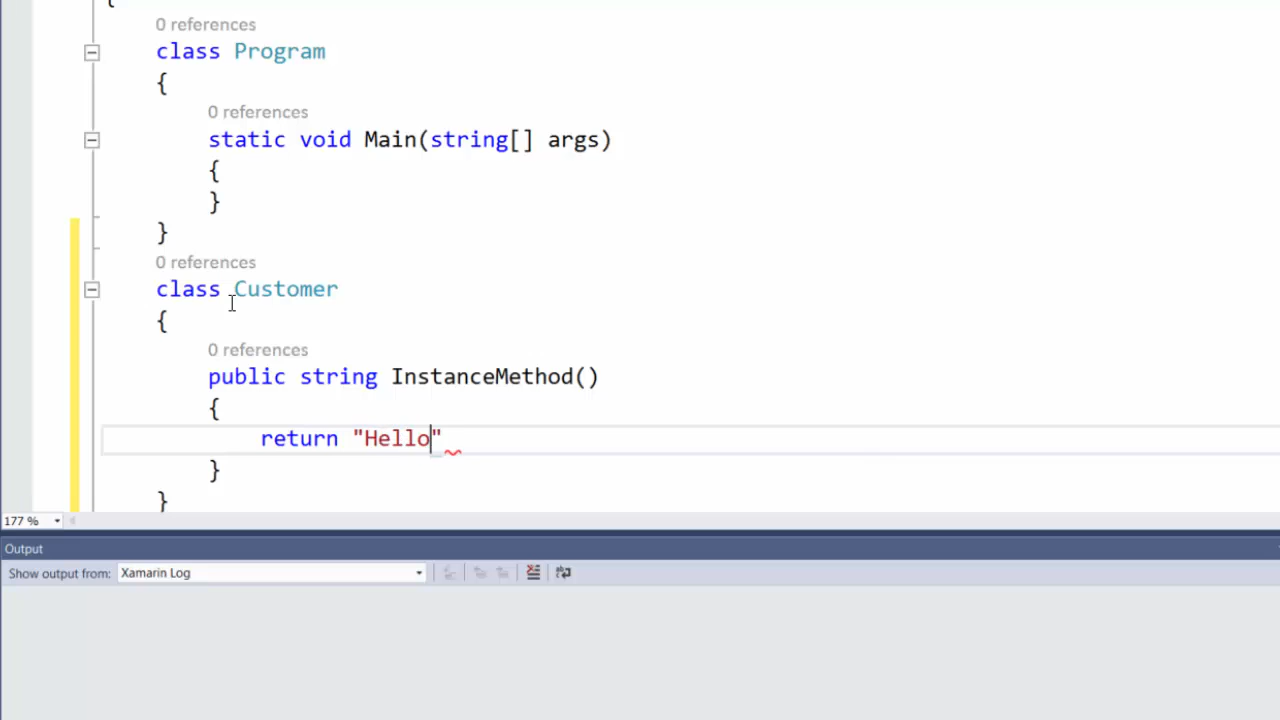 {
0 references
class Program
{
0 references
static void Main(string[] args)
{
}
}
0 references
class Customer
{
0 references
public string InstanceMethod()
{
return "Hello"
}
}
177 %
Output
Show output from: Xamarin Log